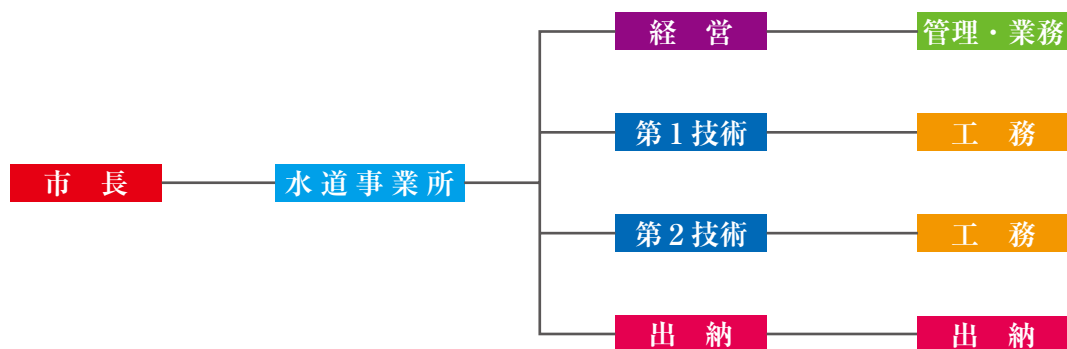 経　営
管理・業務
第１技術
工　務
市　長
水道事業所
第２技術
工　務
出　納
出　納